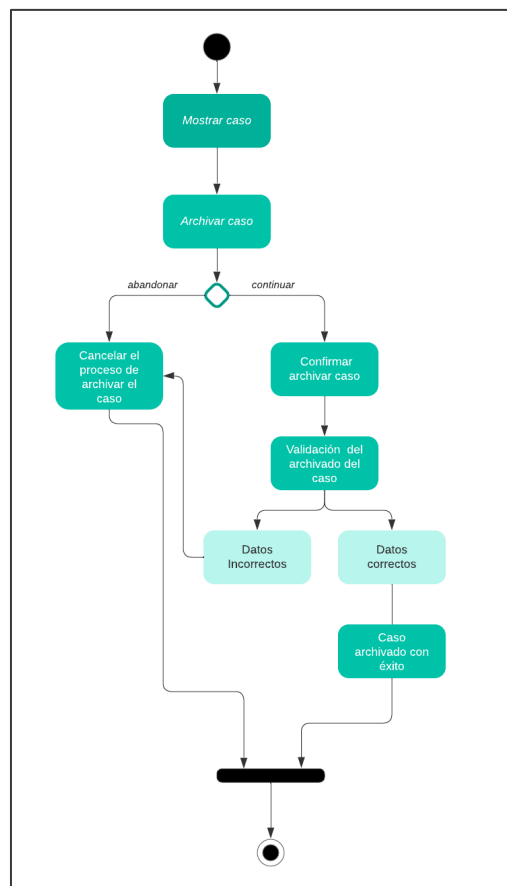 Mostrar caso
Archivar caso
abandonar
continuar
Cancelar el
proceso de
archivar el
caso
Confirmar
archivar caso
Validación del
archivado del
caso
Datos
Incorrectos
Datos
correctos
Caso
archivado con
éxito